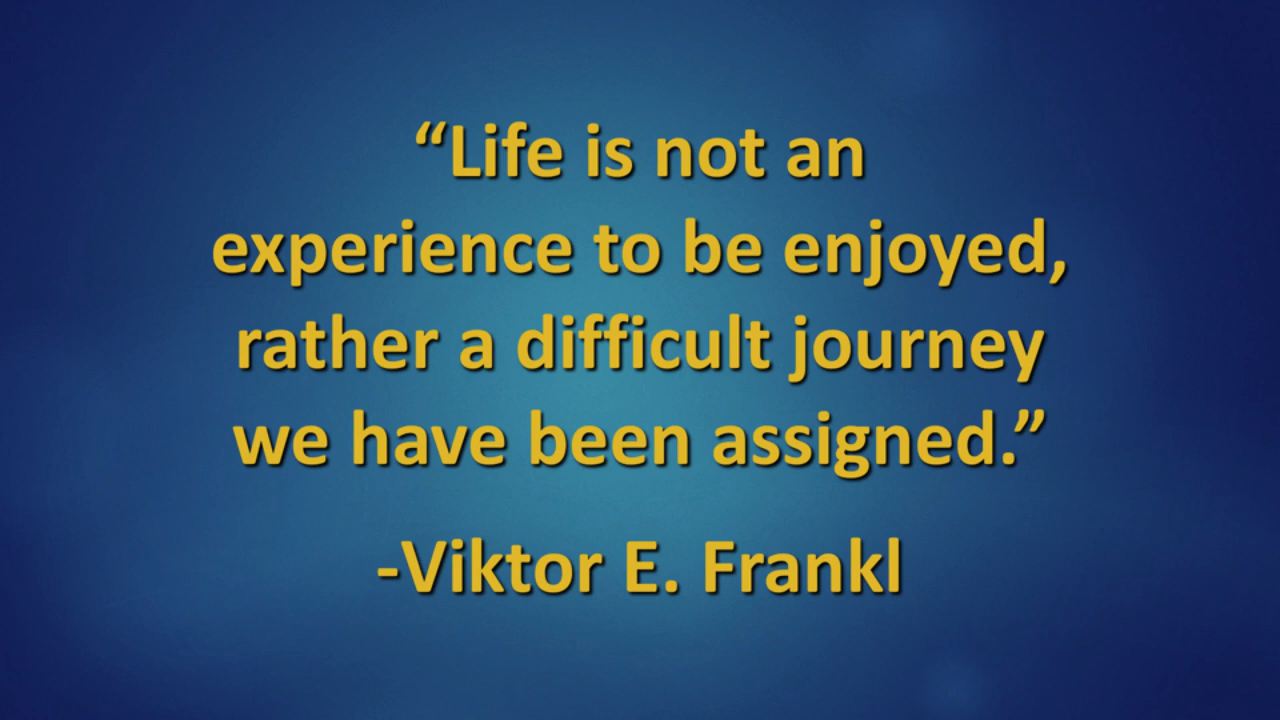 “Life is not an
experience to be enjoyed,
rather a difficult journey
we have been assigned.”
-Viktor E. Frankl